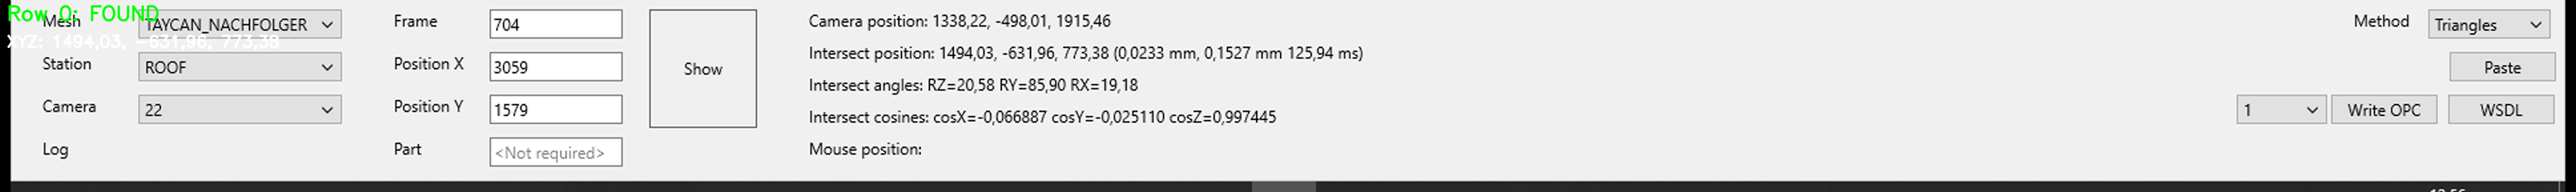 Row 0: FOUND
XYZ: 1494,03, -631,96, 773,38
Mesh TAYCAN_NACHFOLGER Frame 704 Camera position: 1338,22, -498,01, 1915,46 Method Triangles
Intersect position: 1494,03, -631,96, 773,38 (0,0233 mm, 0,1527 mm 125,94 ms)
Station ROOF Position X 3059 Show Paste
Intersect angles: RZ=20,58 RY=85,90 RX=19,18
Camera 22 Position Y 1579 Intersect cosines: cosX=-0,066887 cosY=-0,025110 cosZ=0,997445 1 Write OPC WSDL
Log Part <Not required> Mouse position: